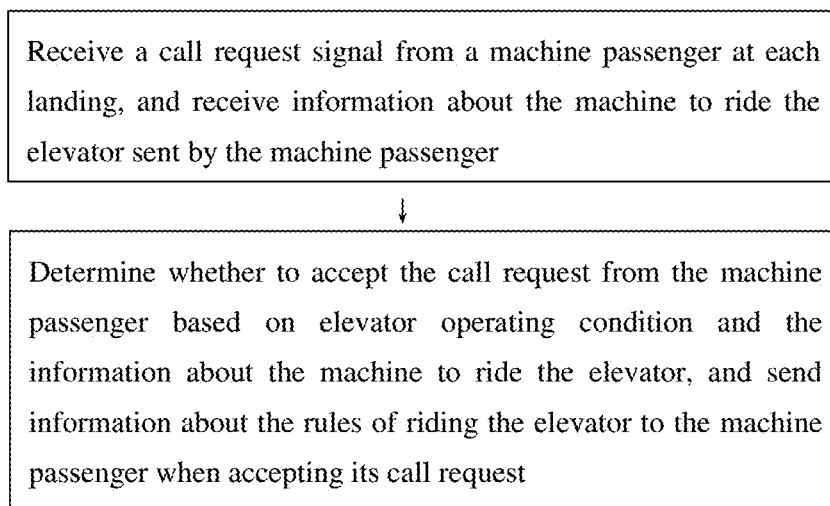 Receive a call request signal from a machine passenger at each
landing, and receive information about the machine to ride the
elevator sent by the machine passenger
Determine whether to accept the call request from the machine
passenger based on elevator operating condition and the
information about the machine to ride the elevator, and send
information about the rules of riding the elevator to the machine
passenger when accepting its call request